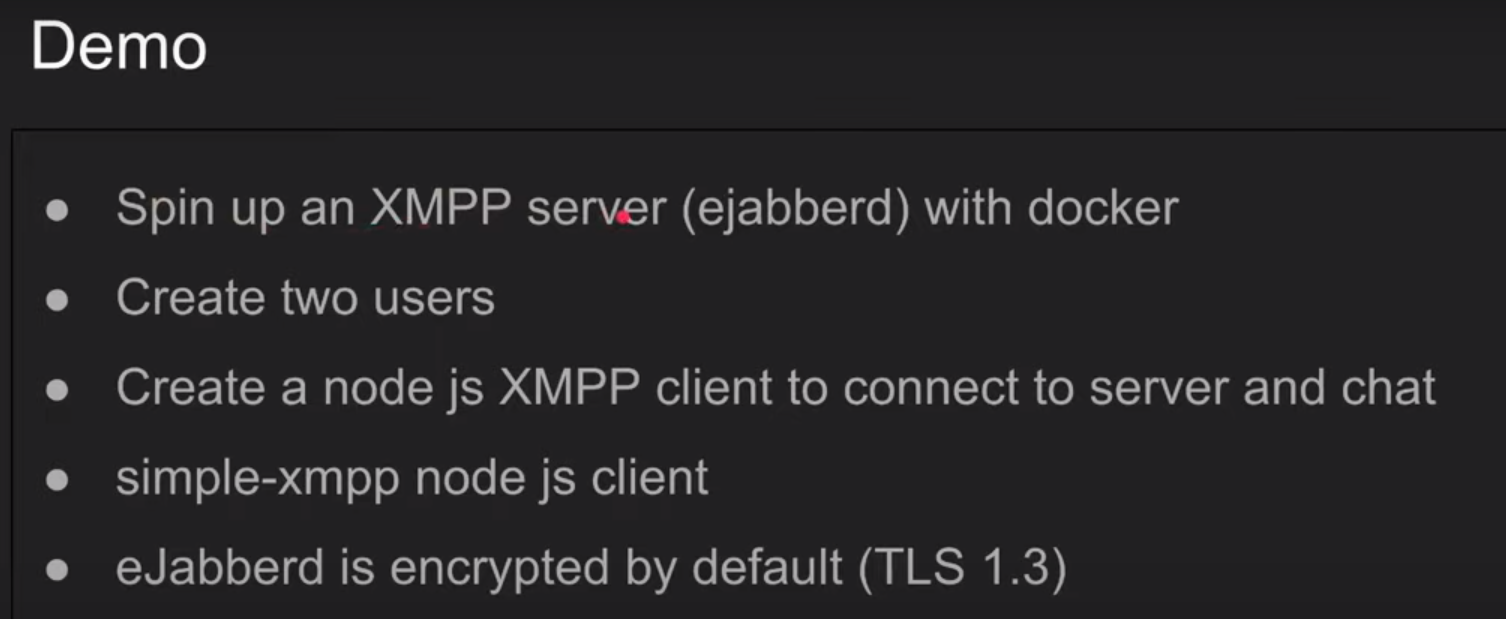 Demo
● Spin up an XMPP server (ejabberd) with docker
● Create two users
● Create a node js XMPP client to connect to server and chat
● simple-xmpp node js client
● eJabberd is encrypted by default (TLS 1.3)